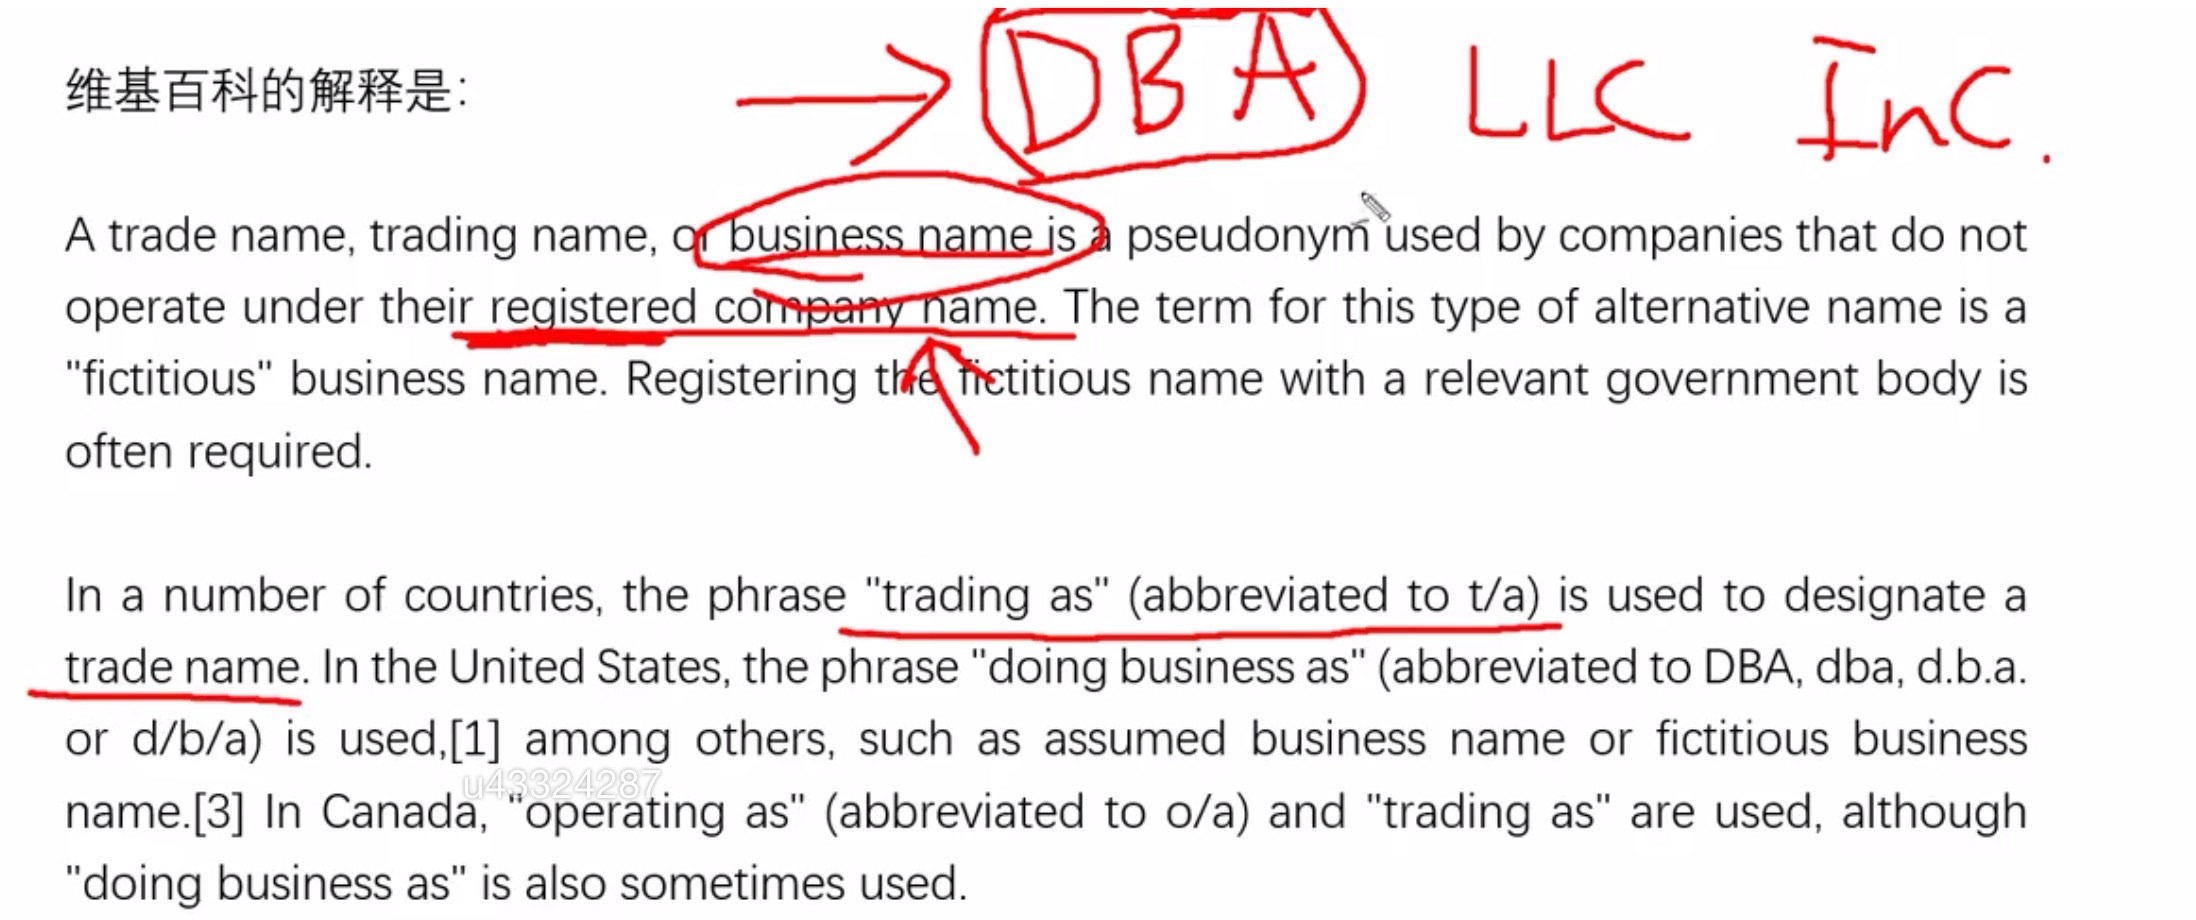 维基百科的解释是:
DBA LLC Inc.
A trade name, trading name, or business name is a pseudonym used by companies that do not
operate under their registered company name. The term for this type of alternative name is a
"fictitious" business name. Registering the fictitious name with a relevant government body is
often required.
In a number of countries, the phrase "trading as" (abbreviated to t/a) is used to designate a
trade name. In the United States, the phrase "doing business as" (abbreviated to DBA, dba, d.b.a.
or d/b/a) is used,[1] among others, such as assumed business name or fictitious business
u43324287
name.[3] In Canada, "operating as" (abbreviated to o/a) and "trading as" are used, although
"doing business as" is also sometimes used.